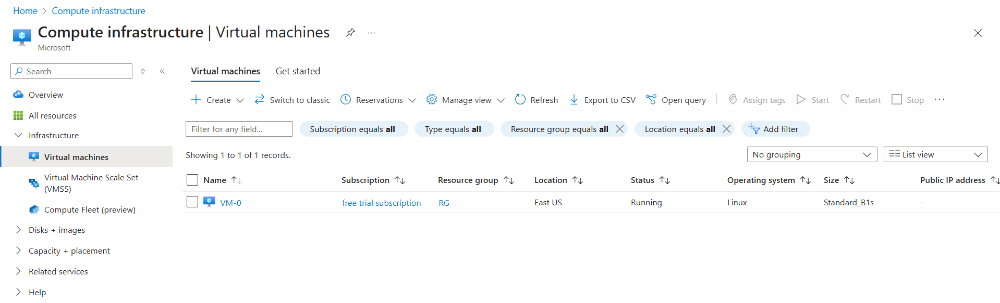 Home > Compute infrastructure
Compute infrastructure | Virtual machines
Microsoft
Search
Overview
All resources
Infrastructure
Virtual machines
Virtual Machine Scale Set
(VMSS)
Compute Fleet (preview)
Disks + images
Capacity + placement
Related services
Help
Virtual machines Get started
Create Switch to classic Reservations Manage view Refresh Export to CSV Open query Assign tags Start Restart Stop
Filter for any field... Subscription equals all Type equals all Resource group equals all Location equals all Add filter
Showing 1 to 1 of 1 records. No grouping List view
Name Subscription Resource group Location Status Operating system Size Public IP address
VM-0 free trial subscription RG East US Running Linux Standard_B1s -